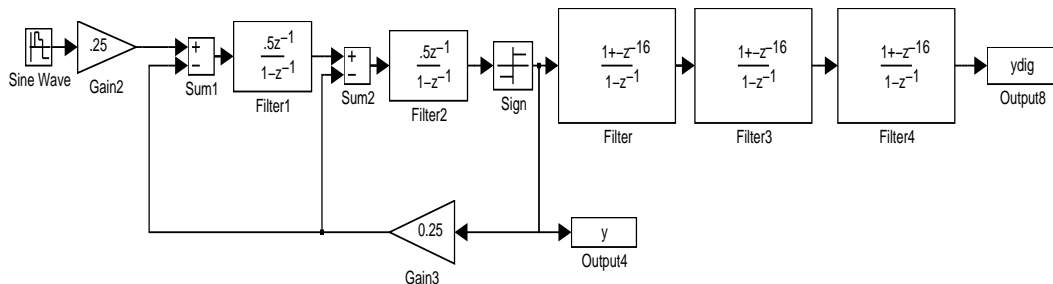 Sine Wave
.25
Gain2
+
−
Sum1
.5z−1
1−z−1
Filter1
+
−
Sum2
.5z−1
1−z−1
Filter2
Sign
1+−z−16
1−z−1
Filter
1+−z−16
1−z−1
Filter3
1+−z−16
1−z−1
Filter4
ydig
Output8
0.25
Gain3
y
Output4